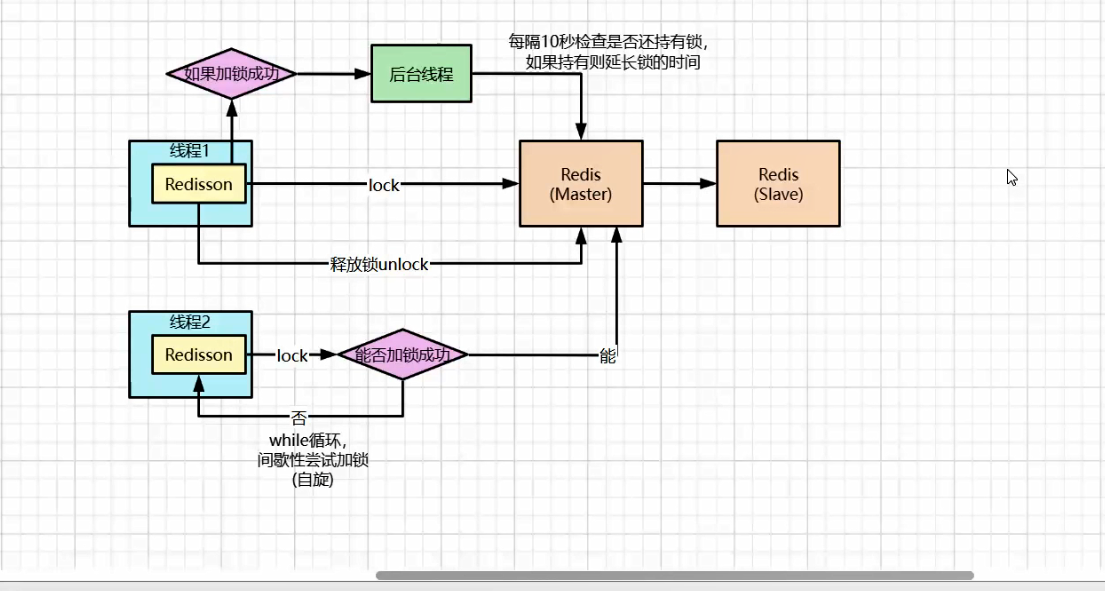 每隔10秒检查是否还持有锁，
如果持有则延长锁的时间
如果加锁成功
后台线程
线程1
Redisson
lock
Redis
(Master)
Redis
(Slave)
释放锁unlock
线程2
Redisson
lock
能否加锁成功
能
否
while循环，
间歇性尝试加锁
(自旋)